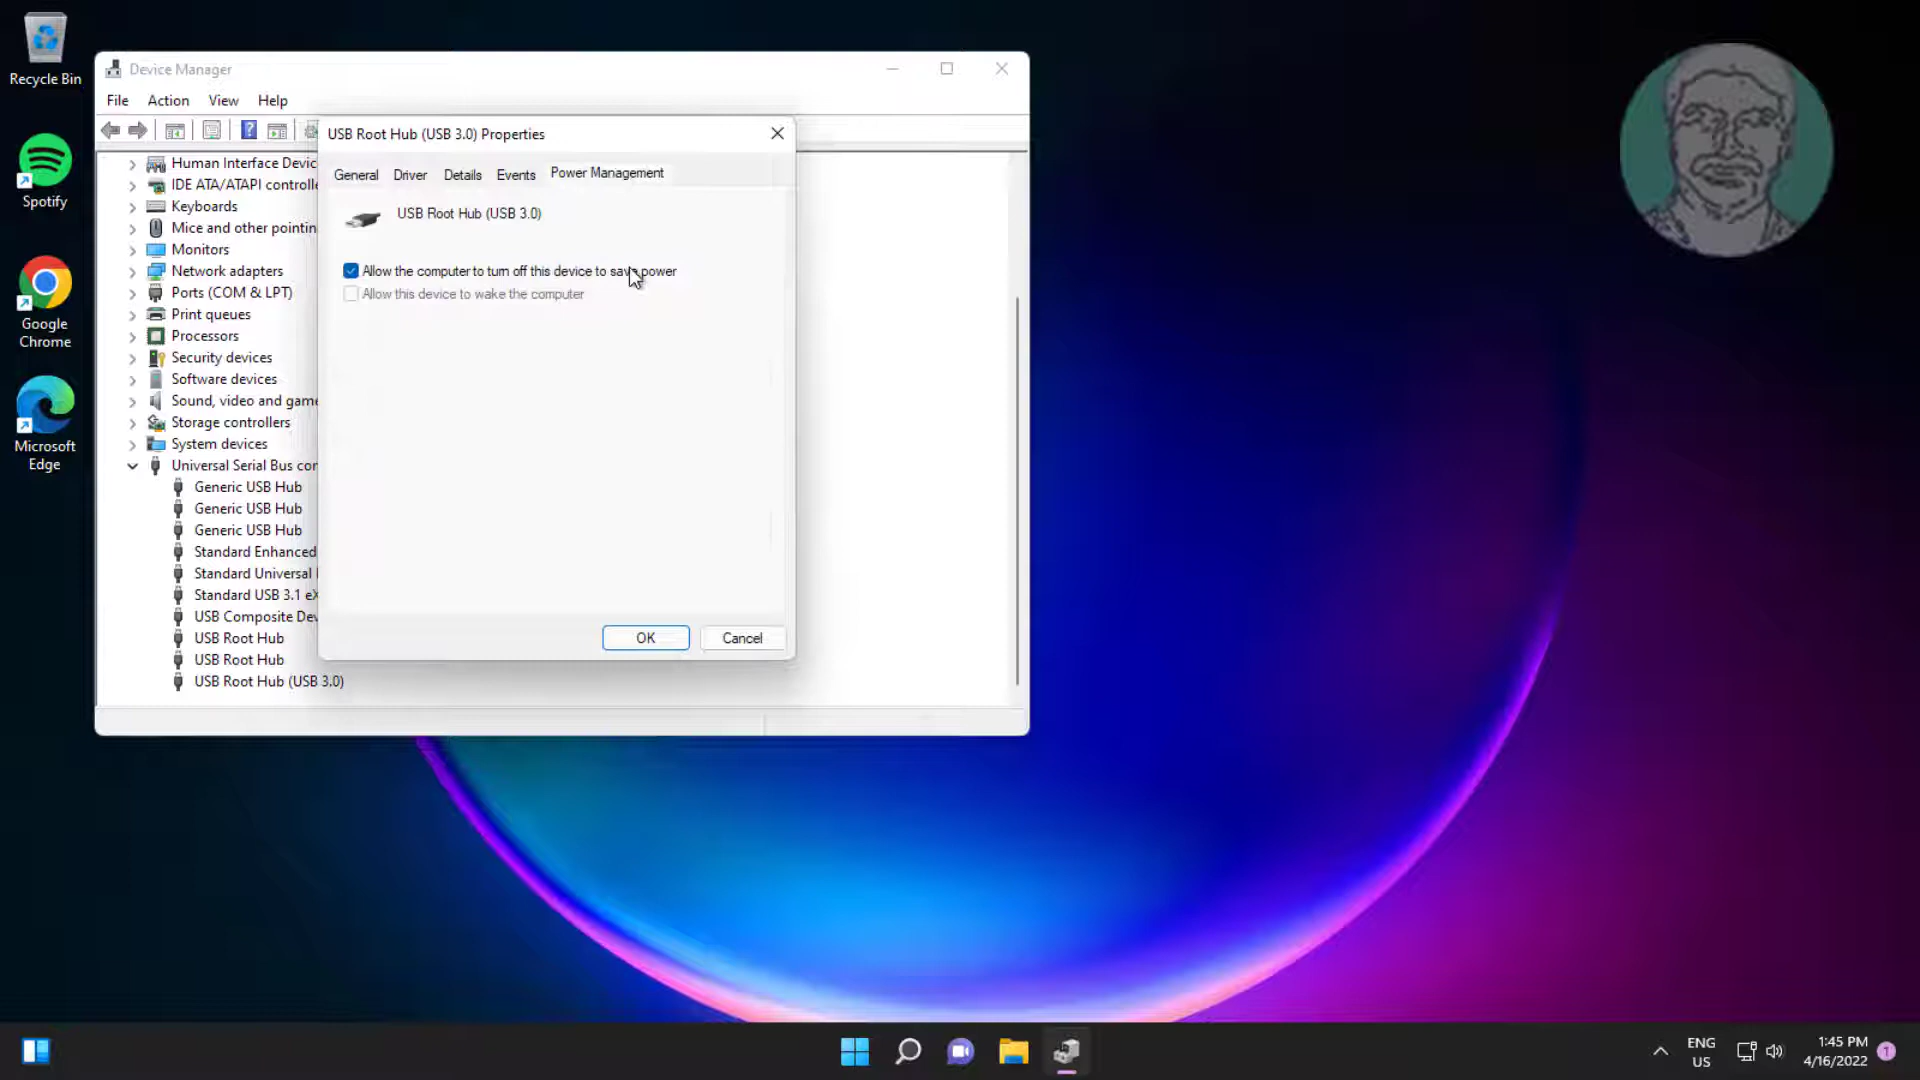 Recycle Bin
Spotify
Google
Chrome
Microsoft
Edge
Device Manager
File Action View Help
Human Interface Devic
IDE ATA/ATAPI controlle
Keyboards
Mice and other pointin
Monitors
Network adapters
Ports (COM & LPT)
Print queues
Processors
Security devices
Software devices
Sound, video and game
Storage controllers
System devices
Universal Serial Bus con
Generic USB Hub
Generic USB Hub
Generic USB Hub
Standard Enhanced
Standard Universal
Standard USB 3.1 eX
USB Composite Dev
USB Root Hub
USB Root Hub
USB Root Hub (USB 3.0)
USB Root Hub (USB 3.0) Properties
General Driver Details Events Power Management
USB Root Hub (USB 3.0)
Allow the computer to turn off this device to save power
Allow this device to wake the computer
OK Cancel
ENG
US
1:45 PM
4/16/2022
1